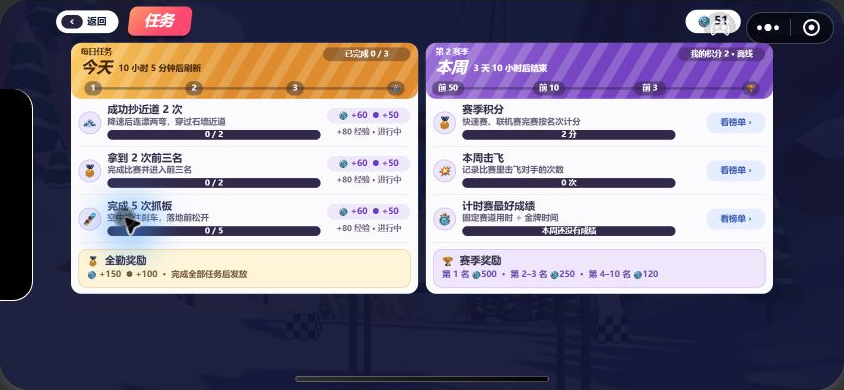 返回
任务
51
每日任务
已完成 0 / 3
今天 10 小时 5 分钟后刷新
1 2 3
成功抄近道 2 次
降速后连漂两弯，穿过石墙近道
0 / 2
+60 +50
+80 经验 • 进行中
拿到 2 次前三名
完成比赛并进入前三名
0 / 2
+60 +50
+80 经验 • 进行中
完成 5 次抓板
刹车，落地前松开
0 / 5
+60 +50
+80 经验 • 进行中
全勤奖励
+150 +100 • 完成全部任务后发放
第 2 赛季
我的积分 2 • 离线
本周 3 天 10 小时后结束
前 50 前 10 前 3
赛季积分
快速赛、联机赛完赛按名次计分
2 分
看榜单 ›
本周击飞
记录比赛里击飞对手的次数
0 次
看榜单 ›
计时赛最好成绩
固定赛道用时 ÷ 金牌时间
本周还没有成绩
看榜单 ›
赛季奖励
第 1 名 500 • 第 2–3 名 250 • 第 4–10 名 120